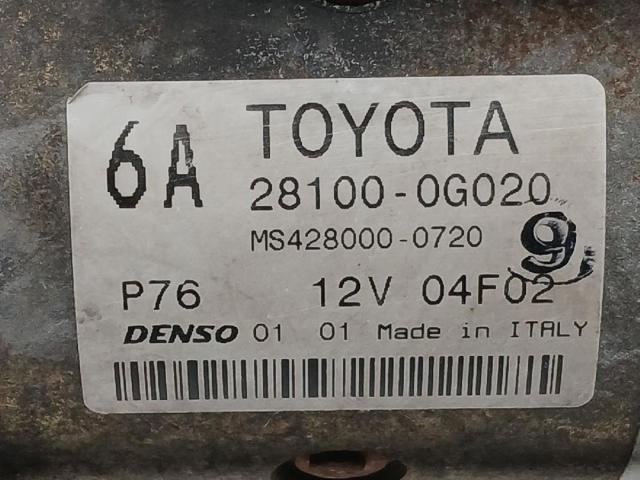 6A TOYOTA
28100-0G020
MS428000-0720 9
P76 12V 04F02
DENSO 01 01 Made in ITALY